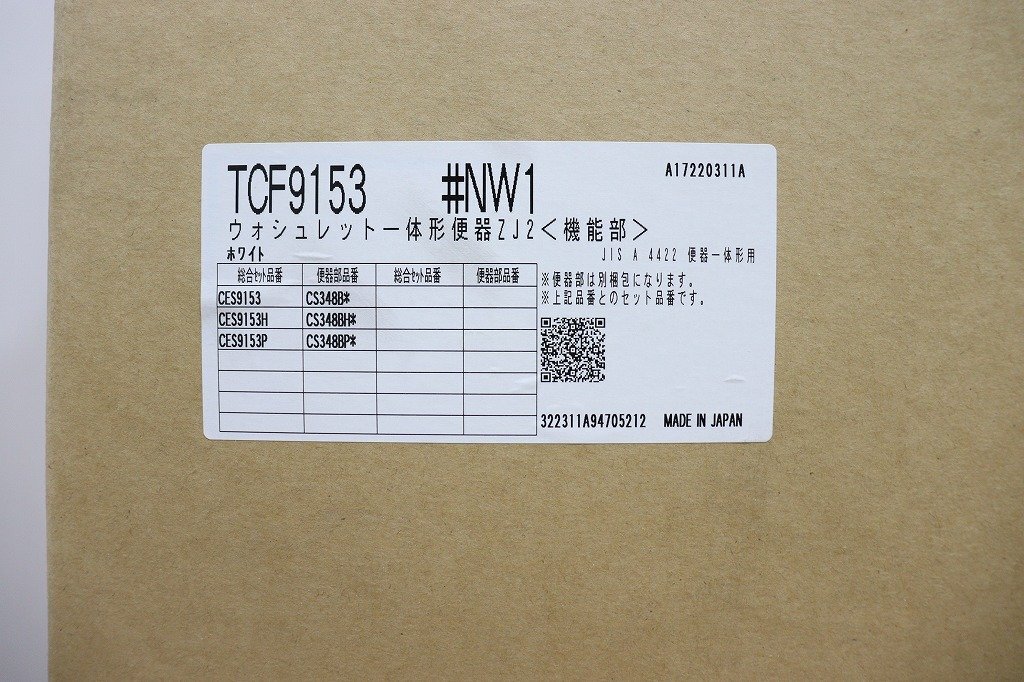 TCF9153 #NW1 A17220311A
ウォシュレット一体形便器ZJ2＜機能部＞
ホワイト JIS A 4422 便器一体形用
総合ｾｯﾄ品番 便器部品番 総合ｾｯﾄ品番 便器部品番
CES9153 CS348B*
CES9153H CS348BH*
CES9153P CS348BP*
※便器部は別梱包になります。
※上記品番とのセット品番です。
322311A94705212 MADE IN JAPAN